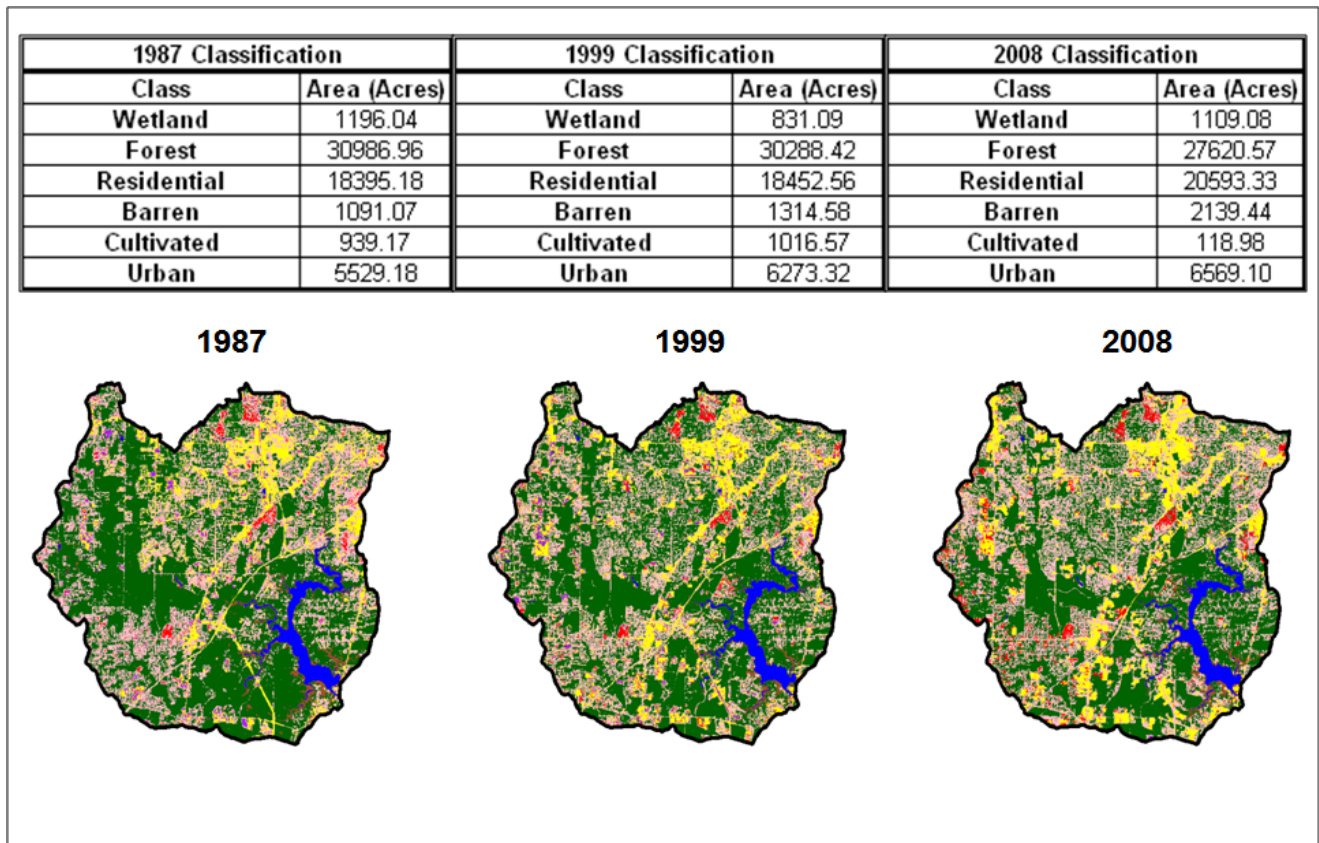 1987 Classification 1999 Classification 2008 Classification
Class Area (Acres) Class Area (Acres) Class Area (Acres)
Wetland 1196.04 Wetland 831.09 Wetland 1109.08
Forest 30986.96 Forest 30288.42 Forest 27620.57
Residential 18395.18 Residential 18452.56 Residential 20593.33
Barren 1091.07 Barren 1314.58 Barren 2139.44
Cultivated 939.17 Cultivated 1016.57 Cultivated 118.98
Urban 5529.18 Urban 6273.32 Urban 6569.10
1987 1999 2008